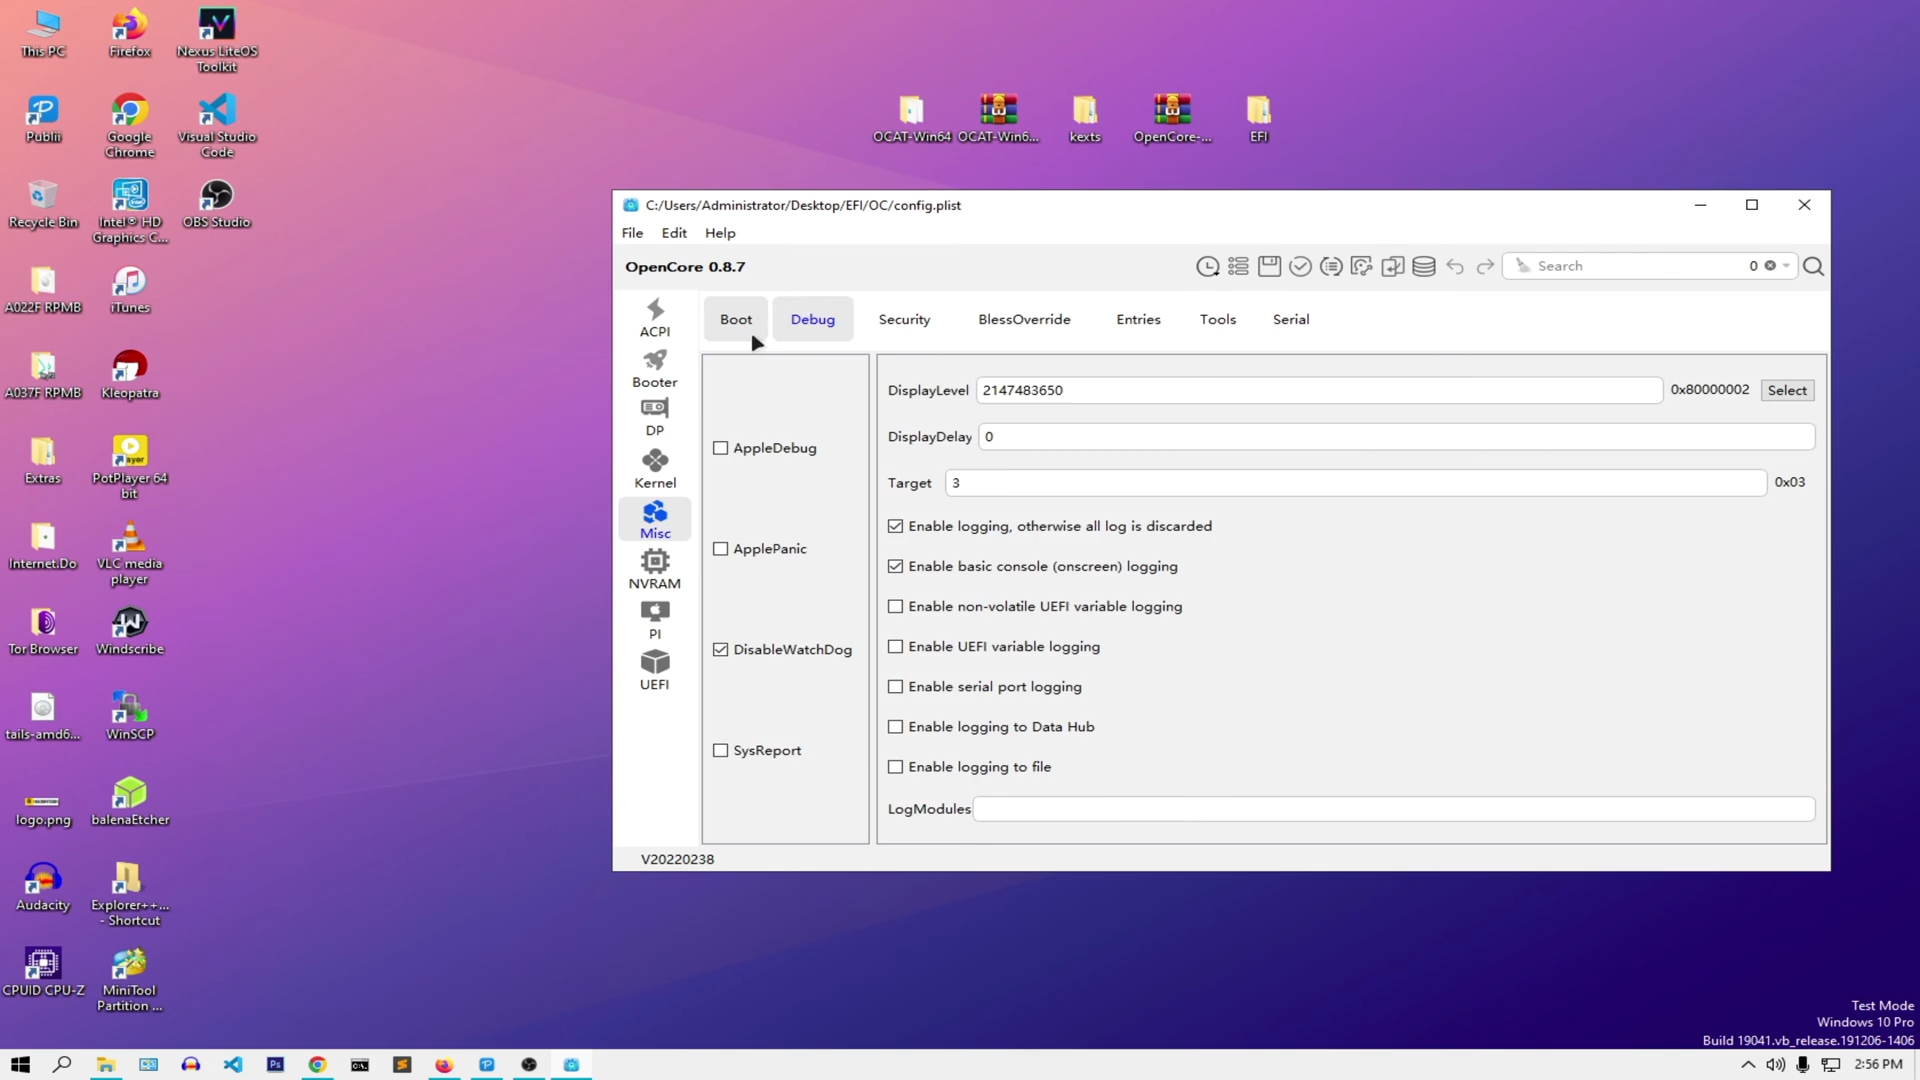 This PC
Firefox
Nexus LiteOS
Toolkit
Publii
Google
Chrome
Visual Studio
Code
Recycle Bin
Intel® HD
Graphics C...
OBS Studio
A022F RPMB
iTunes
A037F RPMB
Kleopatra
Extras
PotPlayer 64
bit
Internet.Do
VLC media
player
Tor Browser
Windscribe
tails-amd6...
WinSCP
logo.png
balenaEtcher
Audacity
Explorer++...
- Shortcut
CPUID CPU-Z
MiniTool
Partition ...
OCAT-Win64
OCAT-Win6...
kexts
OpenCore-...
EFI
C:/Users/Administrator/Desktop/EFI/OC/config.plist
File
Edit
Help
OpenCore 0.8.7
Search
0
ACPI
Booter
DP
Kernel
Misc
NVRAM
PI
UEFI
Boot
Debug
Security
BlessOverride
Entries
Tools
Serial
AppleDebug
ApplePanic
DisableWatchDog
SysReport
DisplayLevel
2147483650
0x80000002
Select
DisplayDelay
0
Target
3
0x03
Enable logging, otherwise all log is discarded
Enable basic console (onscreen) logging
Enable non-volatile UEFI variable logging
Enable UEFI variable logging
Enable serial port logging
Enable logging to Data Hub
Enable logging to file
LogModules
V20220238
Test Mode
Windows 10 Pro
Build 19041.vb_release.191206-1406
2:56 PM